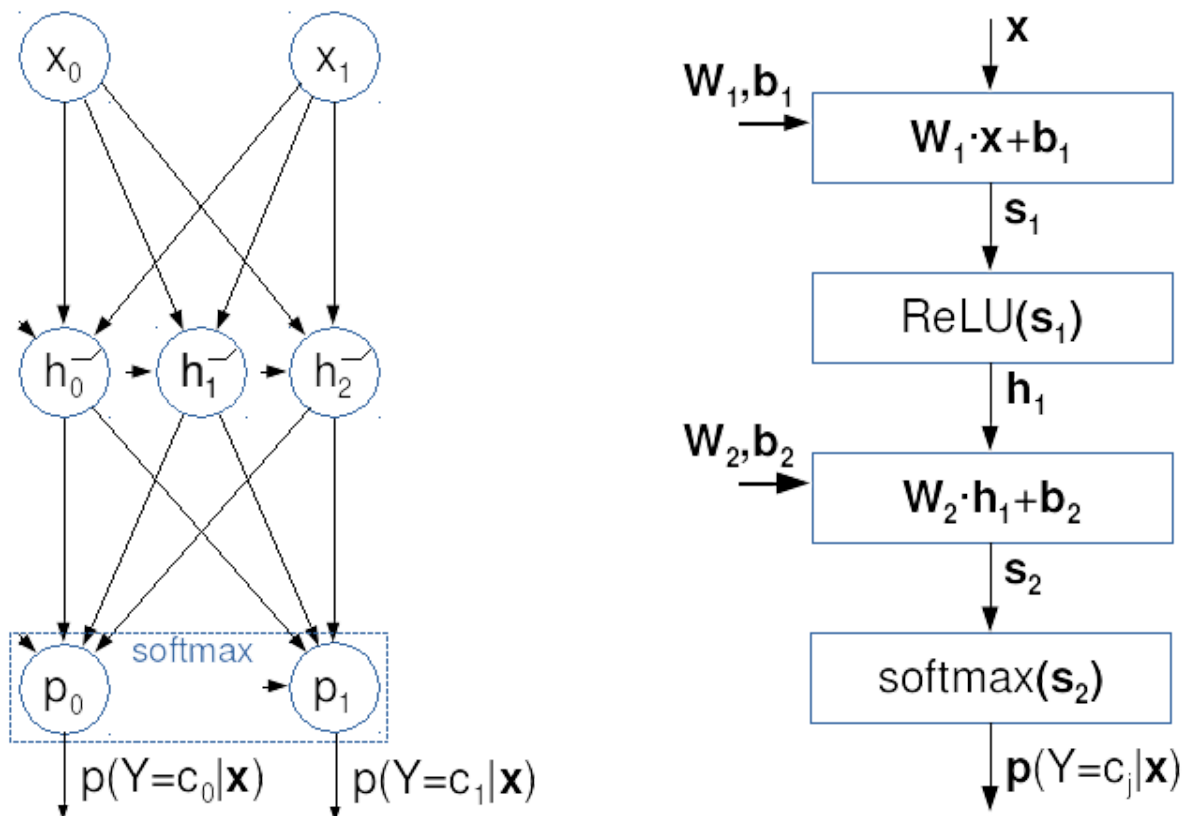 x₀
x₁
h₀
h₁
h₂
softmax
p₀
p₁
p(Y=c₀|x)
p(Y=c₁|x)
x
W₁,b₁
W₁·x+b₁
s₁
ReLU(s₁)
h₁
W₂,b₂
W₂·h₁+b₂
s₂
softmax(s₂)
p(Y=cⱼ|x)